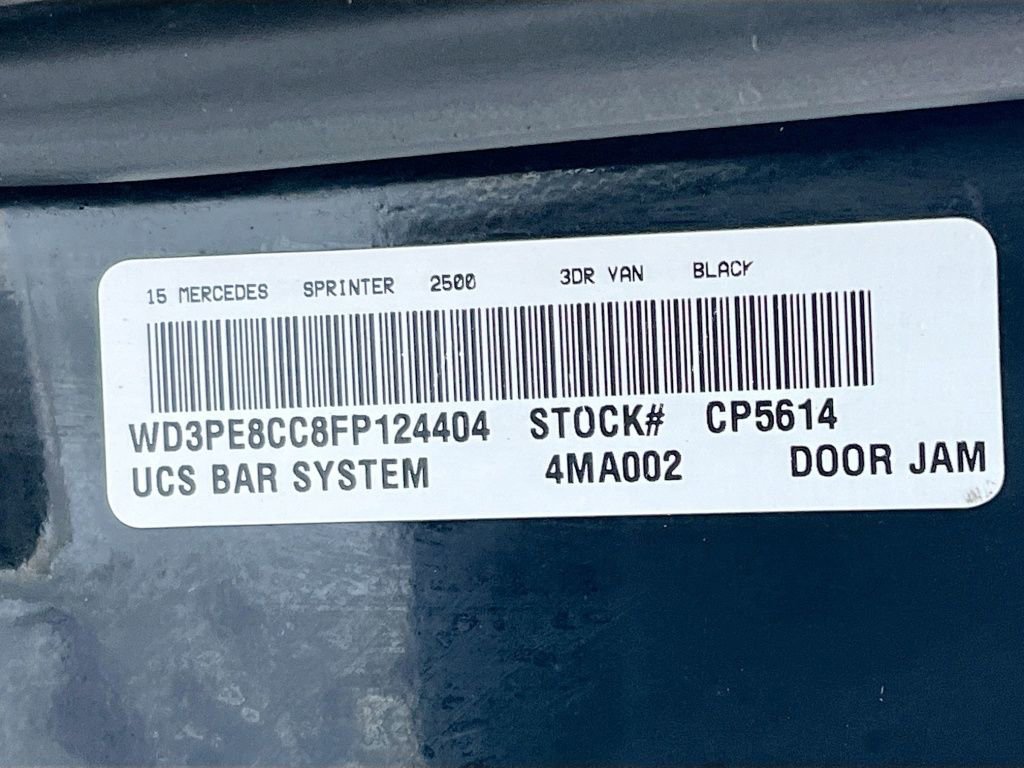 15 MERCEDES SPRINTER 2500 3DR VAN BLACK
WD3PE8CC8FP124404 STOCK# CP5614
UCS BAR SYSTEM 4MA002 DOOR JAM